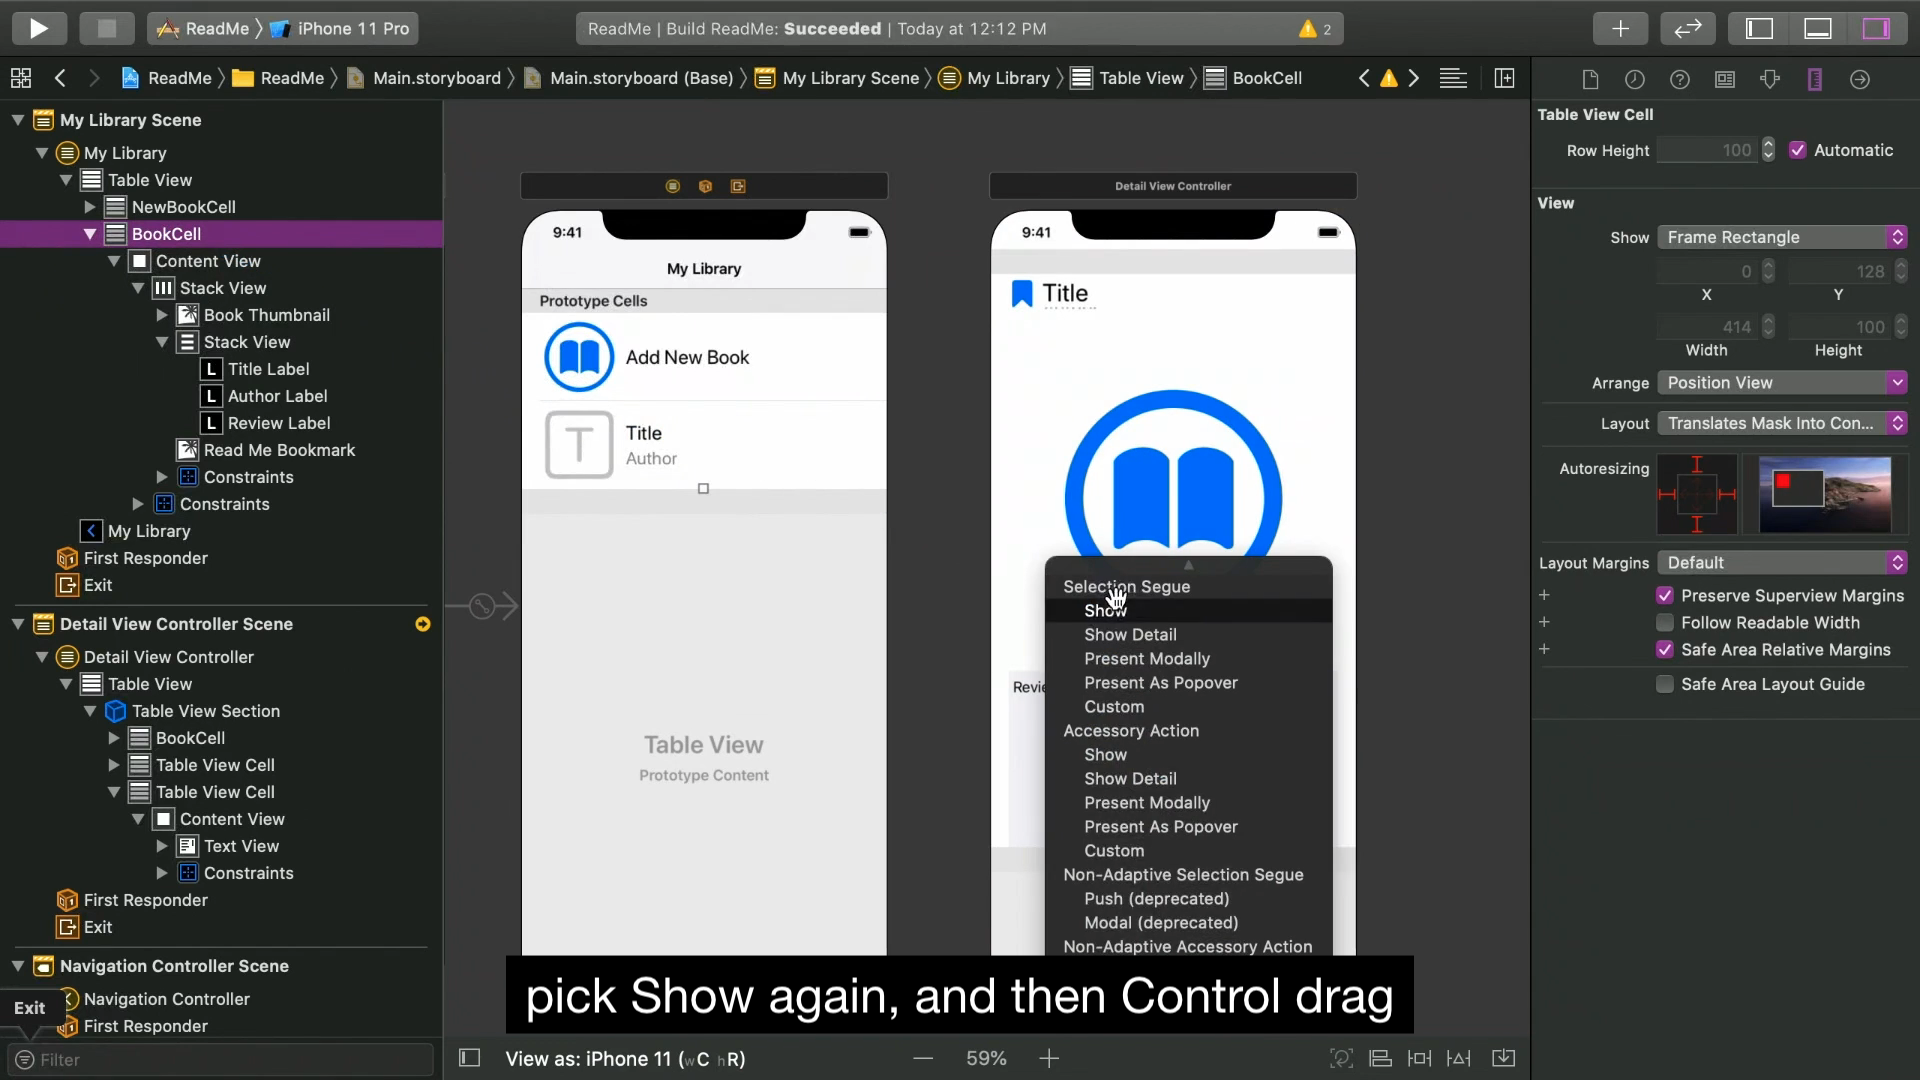 ReadMe 〉 iPhone 11 Pro
ReadMe | Build ReadMe: Succeeded | Today at 12:12 PM
2
ReadMe 〉 ReadMe 〉 Main.storyboard 〉 Main.storyboard (Base) 〉 My Library Scene 〉 My Library 〉 Table View 〉 BookCell
My Library Scene
My Library
Table View
NewBookCell
BookCell
Content View
Stack View
Book Thumbnail
Stack View
L Title Label
L Author Label
L Review Label
Read Me Bookmark
Constraints
Constraints
My Library
First Responder
Exit
Detail View Controller Scene
Detail View Controller
Table View
Table View Section
BookCell
Table View Cell
Table View Cell
Content View
Text View
Constraints
First Responder
Exit
Navigation Controller Scene
Navigation Controller
First Responder
Exit
Filter
9:41
My Library
Prototype Cells
Add New Book
T
Title
Author
Table View
Prototype Content
Detail View Controller
9:41
Title
Selection Segue
Show
Show Detail
Present Modally
Present As Popover
Custom
Accessory Action
Show
Show Detail
Present Modally
Present As Popover
Custom
Non-Adaptive Selection Segue
Push (deprecated)
Modal (deprecated)
Non-Adaptive Accessory Action
pick Show again, and then Control drag
View as: iPhone 11 (wC hR)
59%
Table View Cell
Row Height 100 Automatic
View
Show Frame Rectangle
0 128
X Y
414 100
Width Height
Arrange Position View
Layout Translates Mask Into Con...
Autoresizing
Layout Margins Default
Preserve Superview Margins
Follow Readable Width
Safe Area Relative Margins
Safe Area Layout Guide